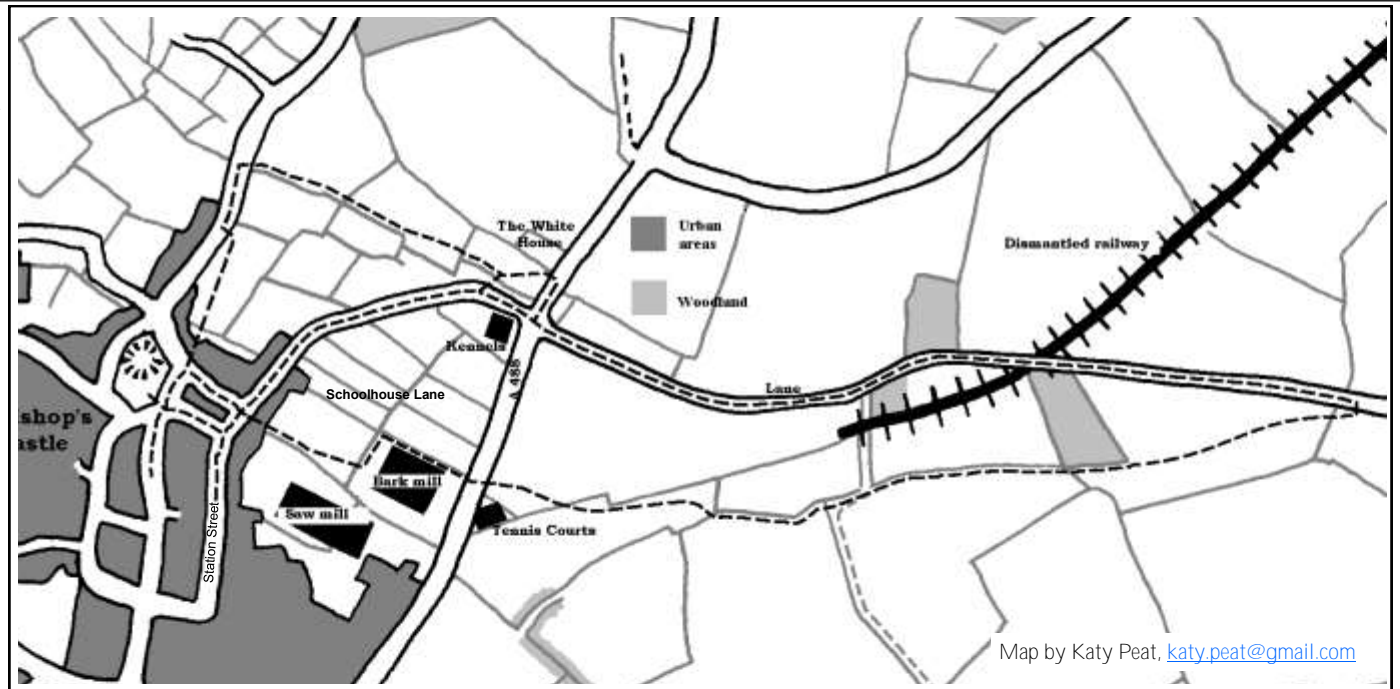 The White
House
Urban
areas
Dismantled railway
Woodland
Kennels
A 488
Lane
Schoolhouse Lane
shop's
astle
Bark mill
Saw mill
Station Street
Tennis Courts
Map by Katy Peat, katy.peat@gmail.com